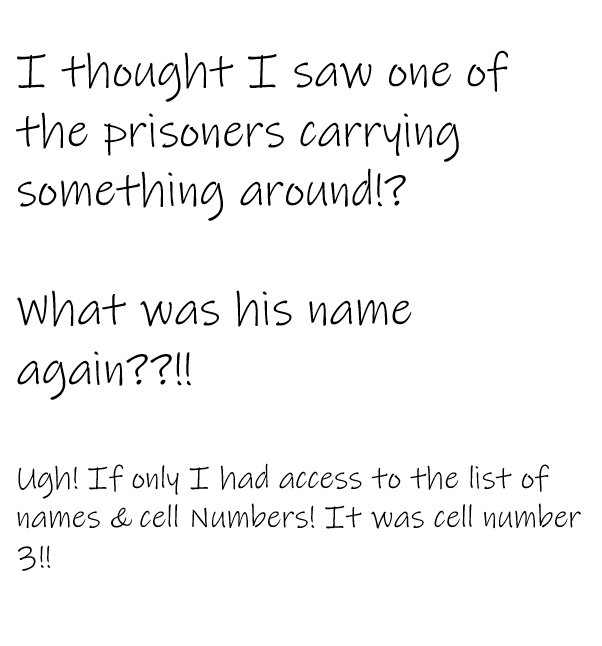 I thought I saw one of
the prisoners carrying
something around!?
What was his name
again??!!
Ugh! If only I had access to the list of
names & cell Numbers! It was cell number
3!!